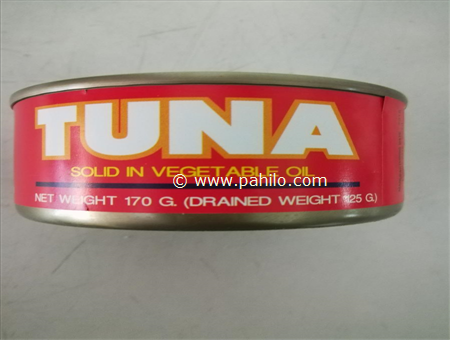 TUNA
SOLID IN VEGETABLE OIL
© www.pahilo.com
NET WEIGHT 170 G. (DRAINED WEIGHT 125 G.)